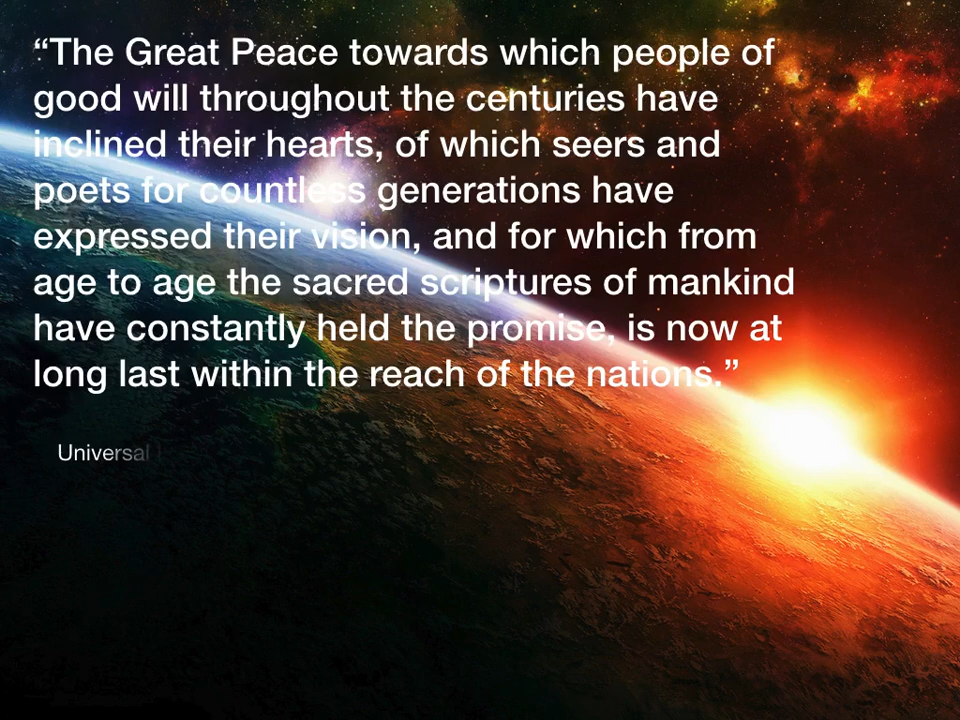 “The Great Peace towards which people of
good will throughout the centuries have
inclined their hearts, of which seers and
poets for countless generations have
expressed their vision, and for which from
age to age the sacred scriptures of mankind
have constantly held the promise, is now at
long last within the reach of the nations.”
Universal